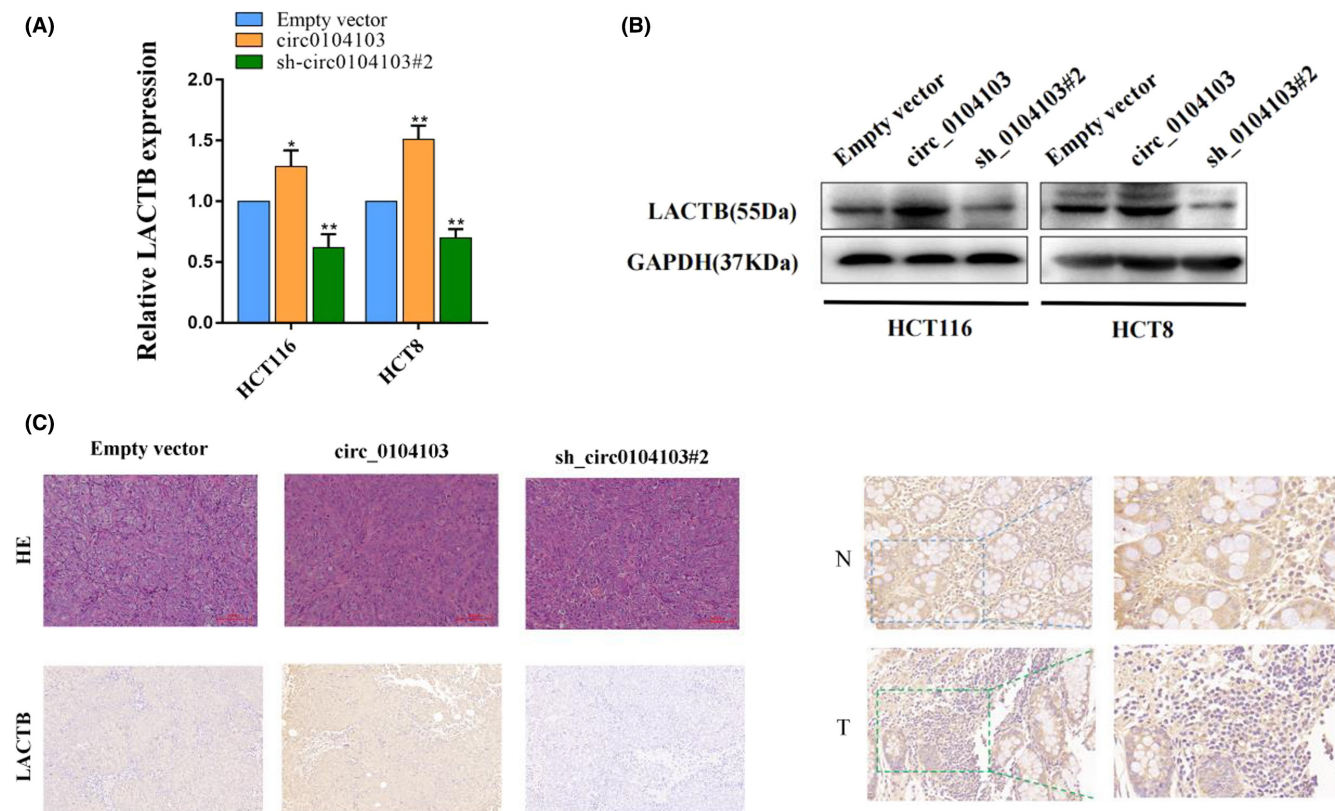 (A)
Empty vector
circ0104103
sh-circ0104103#2
Relative LACTB expression
2.0
1.5
1.0
0.5
0.0
*
**
**
**
HCT116
HCT8
(B)
Empty vector
circ_0104103
sh_0104103#2
Empty vector
circ_0104103
sh_0104103#2
LACTB(55Da)
GAPDH(37KDa)
HCT116
HCT8
(C)
Empty vector
circ_0104103
sh_circ0104103#2
HE
LACTB
N
T